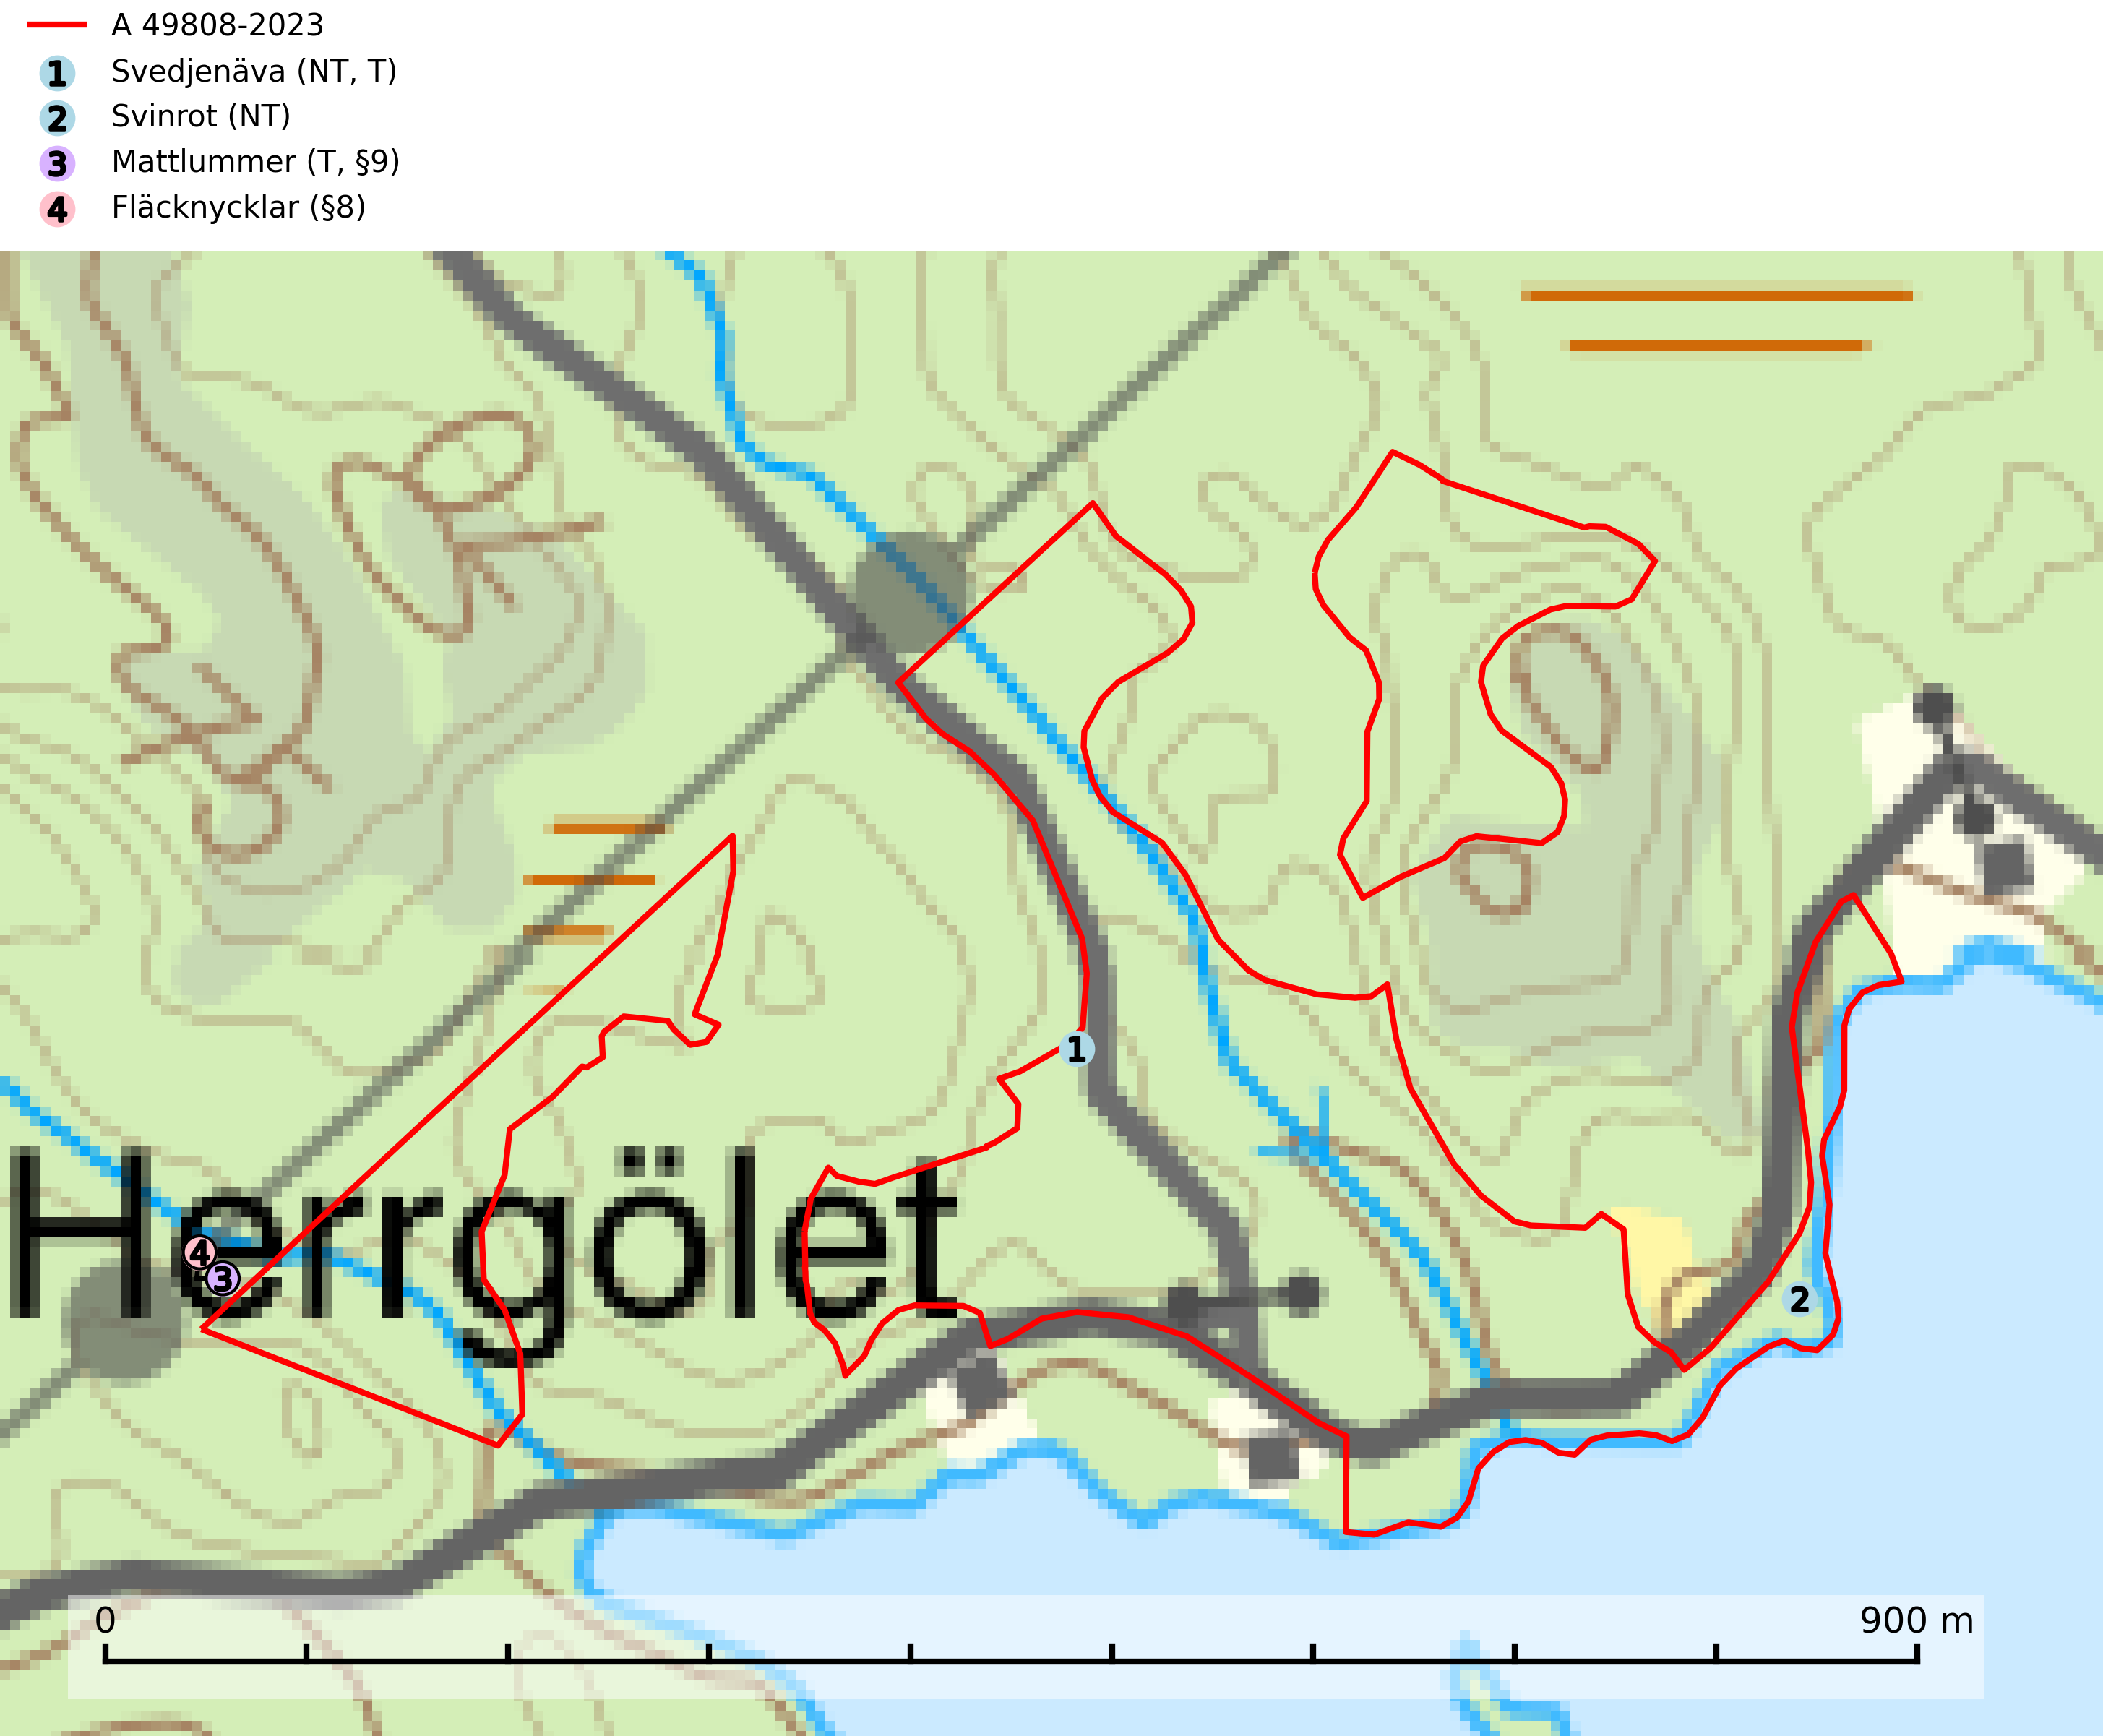 A 49808-2023
1 Svedjenäva (NT, T)
2 Svinrot (NT)
3 Mattlummer (T, §9)
4 Fläcknycklar (§8)
1
Herrgölet
4
3
2
0 900 m